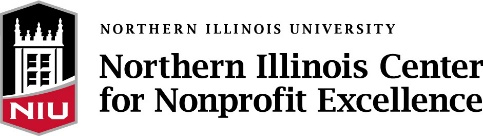 NORTHERN ILLINOIS UNIVERSITY
Northern Illinois Center
for Nonprofit Excellence
NIU